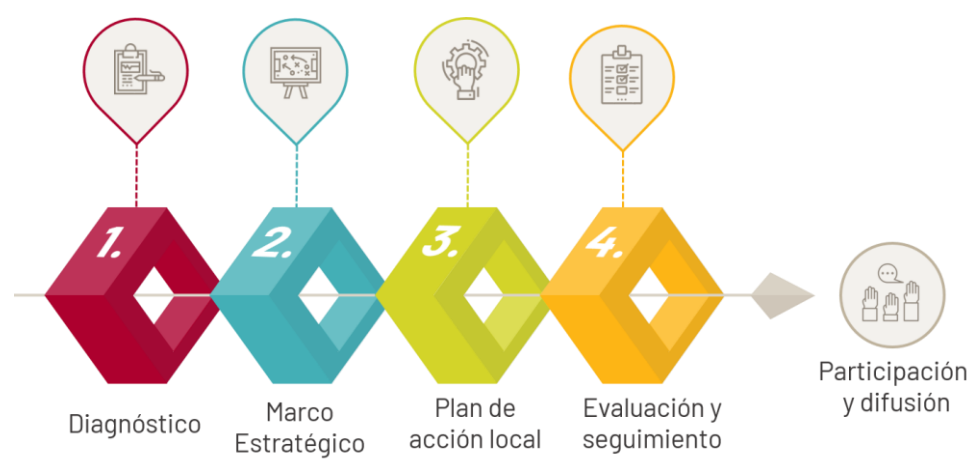 1.
2.
3.
4.
Diagnóstico
Marco
Estratégico
Plan de
acción local
Evaluación y
seguimiento
Participación
y difusión